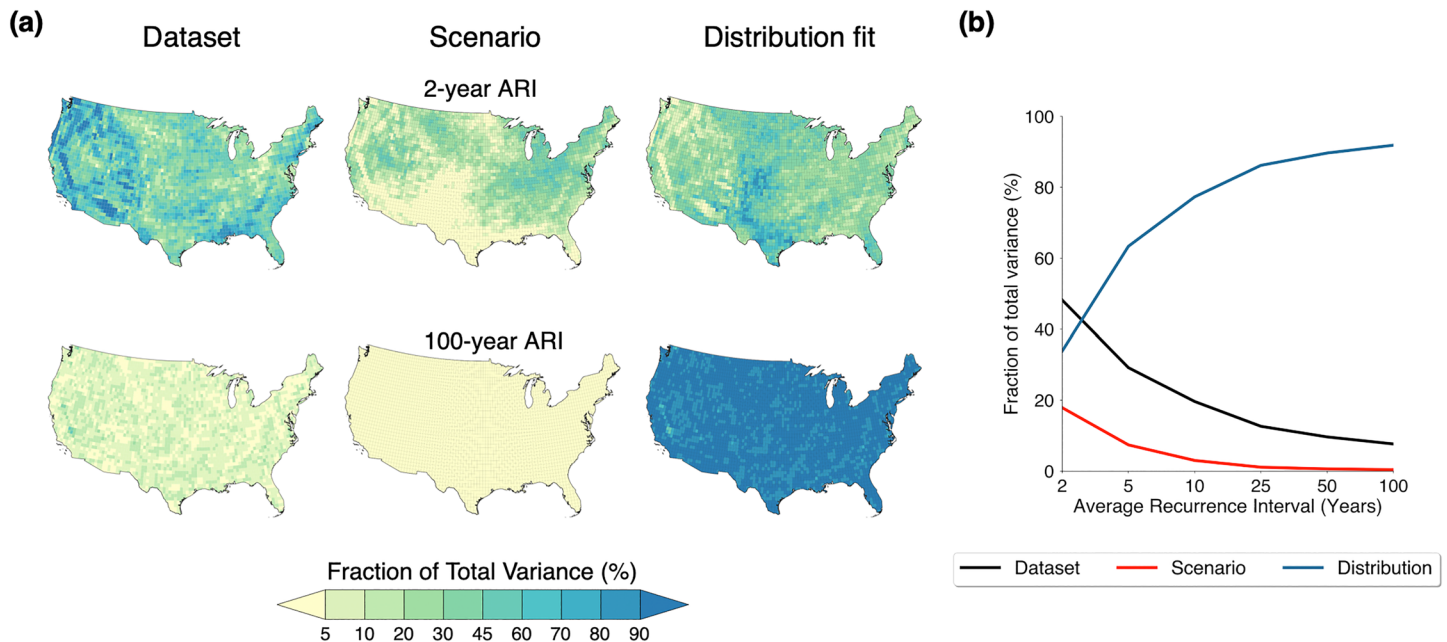 (a)
Dataset
Scenario
Distribution fit
2-year ARI
100-year ARI
Fraction of Total Variance (%)
5 10 20 30 45 60 70 80 90
(b)
Fraction of total variance (%)
100
80
60
40
20
0
2 5 10 25 50 100
Average Recurrence Interval (Years)
Dataset Scenario Distribution